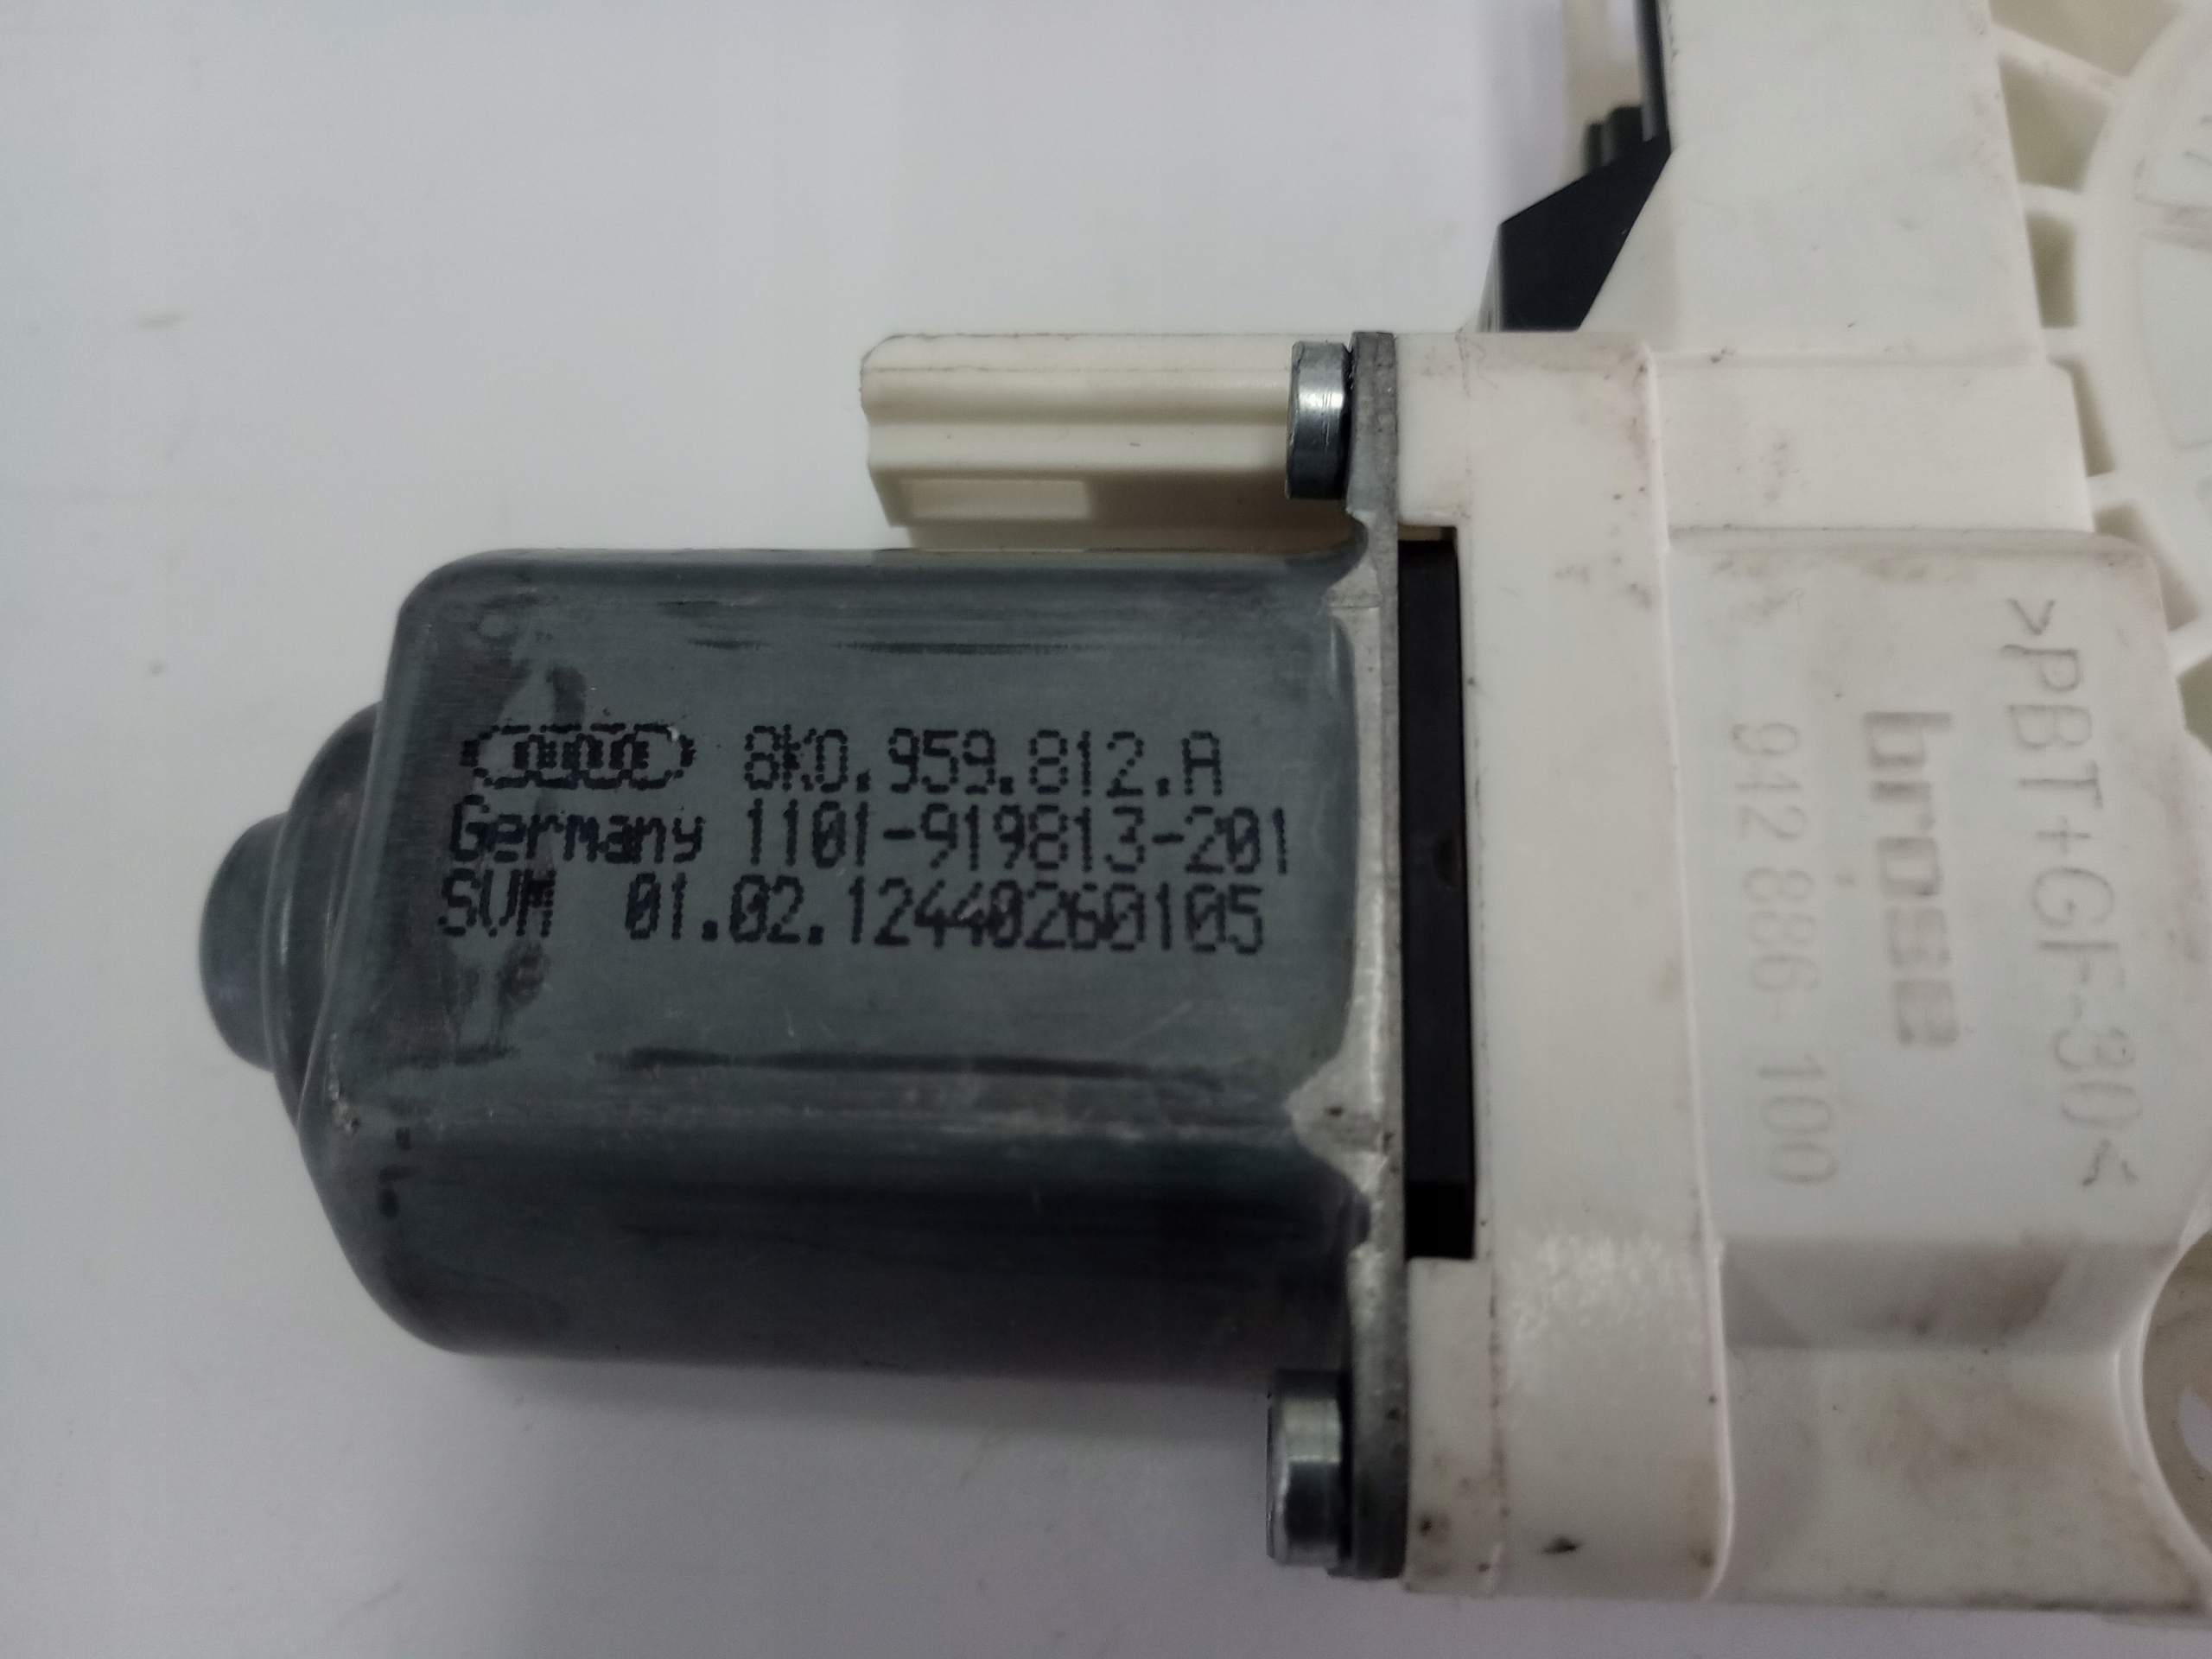 8K0.959.812.A
Germany 1101-919813-201
SVM 01.02.12440260105
>PBT+GF-30<
brose
942 886-100